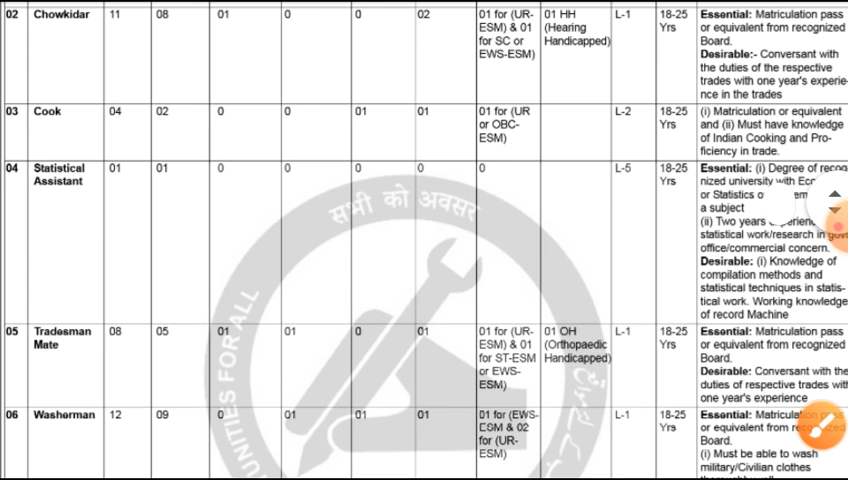 02 Chowkidar 11 08 01 0 0 02 01 for (UR- 01 HH L-1 18-25 Essential: Matriculation pass
ESM) & 01 (Hearing Yrs or equivalent from recognized
for SC or Handicapped) Board.
EWS-ESM) Desirable:- Conversant with
the duties of the respective
trades with one year's experie-
nce in the trades
03 Cook 04 02 0 0 01 01 01 for (UR L-2 18-25 (i) Matriculation or equivalent
or OBC- Yrs and (ii) Must have knowledge
ESM) of Indian Cooking and Pro-
ficiency in trade.
04 Statistical 01 01 0 0 0 0 0 L-5 18-25 Essential: (i) Degree of recog-
Assistant Yrs nized university with
or Statistics
a subject
(ii) Two years
statistical work/research in govt
office/commercial concern.
Desirable: (i) Knowledge of
compilation methods and
statistical techniques in statis-
tical work. Working knowledge
of record Machine
05 Tradesman 08 05 01 01 0 01 01 for (UR- 01 OH L-1 18-25 Essential: Matriculation pass
Mate ESM) & 01 (Orthopaedic Yrs or equivalent from recognized
for ST-ESM Handicapped) Board.
or EWS- Desirable: Conversant with the
ESM) duties of respective trades with
one year's experience
06 Washerman 12 09 0 01 01 01 01 for (EWS- L-1 18-25 Essential: Matriculation pass
ESM & 02 Yrs or equivalent from recognized
for (UR- Board.
ESM) (i) Must be able to wash
military/Civilian clothes
सभी को अवसर
UNITIES FOR ALL